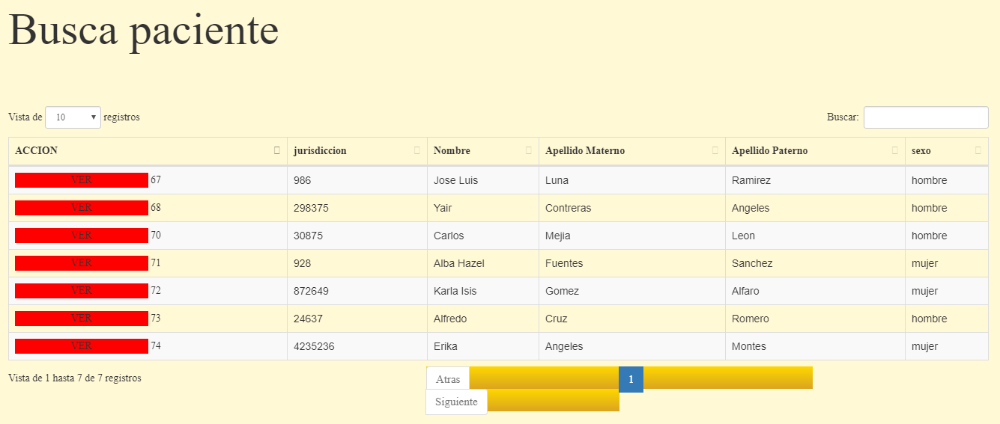 Busca paciente
Vista de 10 registros Buscar:
ACCION jurisdiccion Nombre Apellido Materno Apellido Paterno sexo
VER 67 986 Jose Luis Luna Ramirez hombre
VER 68 298375 Yair Contreras Angeles hombre
VER 70 30875 Carlos Mejia Leon hombre
VER 71 928 Alba Hazel Fuentes Sanchez mujer
VER 72 872649 Karla Isis Gomez Alfaro mujer
VER 73 24637 Alfredo Cruz Romero hombre
VER 74 4235236 Erika Angeles Montes mujer
Vista de 1 hasta 7 de 7 registros Atras 1
Siguiente